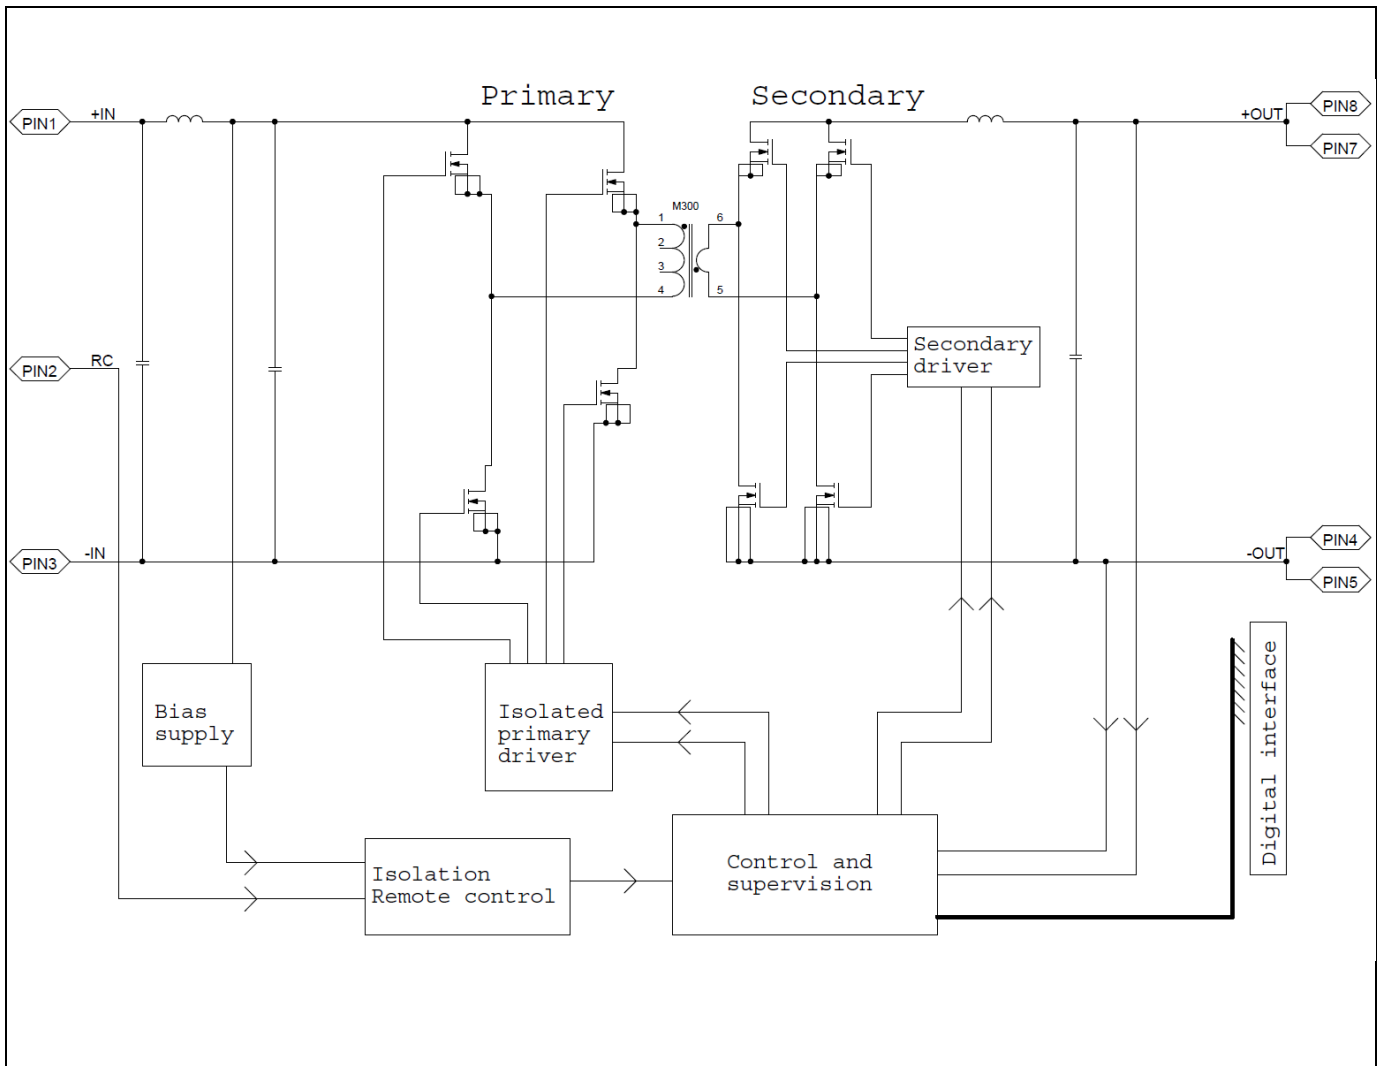 Primary
Secondary
PIN1
+IN
+OUT
PIN8
PIN7
M300
1
2
3
4
6
5
PIN2
RC
Secondary
driver
PIN3
-IN
-OUT
PIN4
PIN5
Bias
supply
Isolated
primary
driver
Digital interface
Isolation
Remote control
Control and
supervision